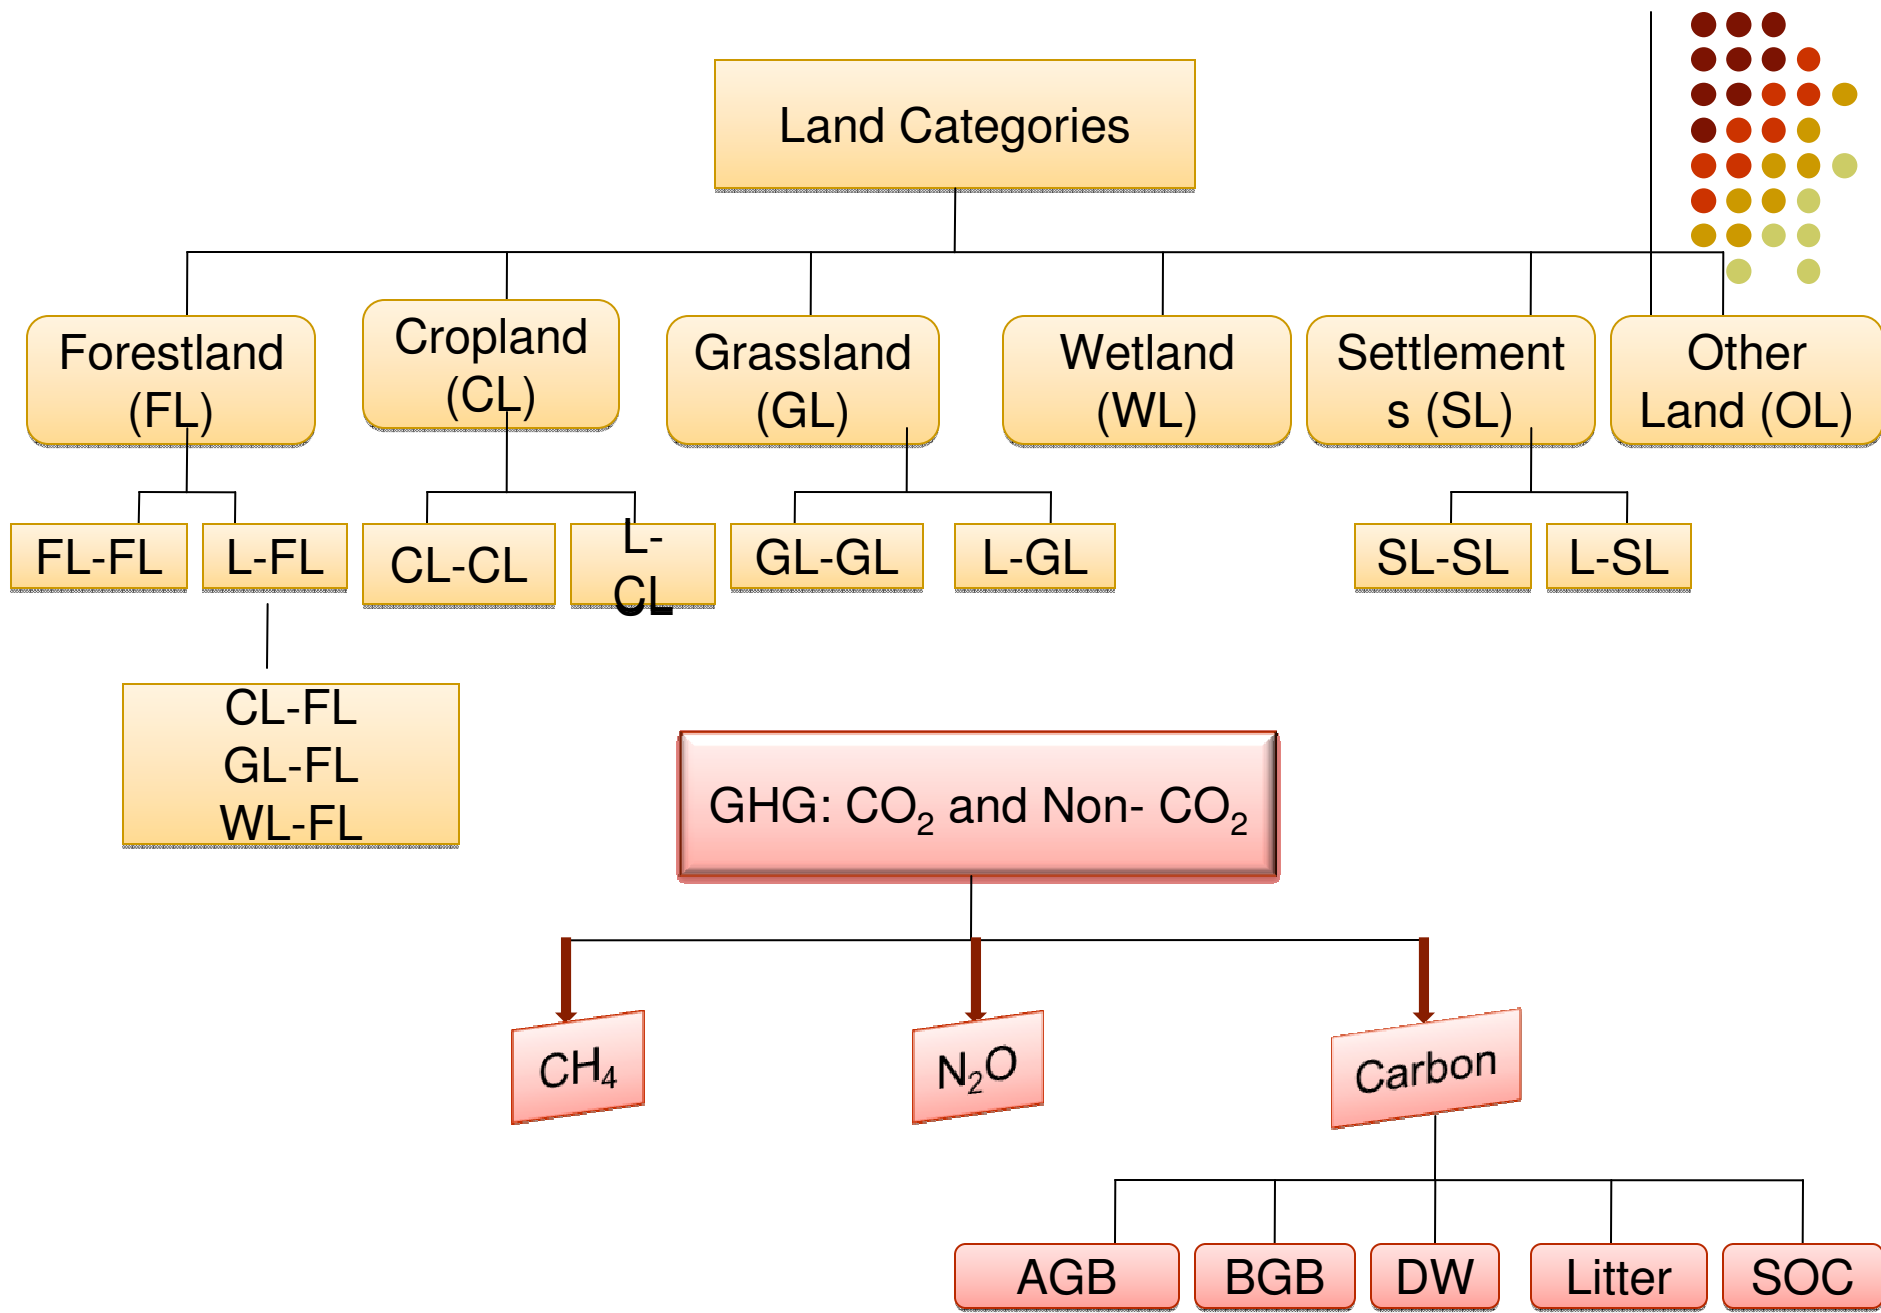 Land Categories
Forestland
(FL)
Cropland
(CL)
Grassland
(GL)
Wetland
(WL)
Settlement
s (SL)
Other
Land (OL)
FL-FL
L-FL
CL-CL
L-
CL
GL-GL
L-GL
SL-SL
L-SL
CL-FL
GL-FL
WL-FL
GHG: CO₂ and Non- CO₂
CH₄
N₂O
Carbon
AGB
BGB
DW
Litter
SOC